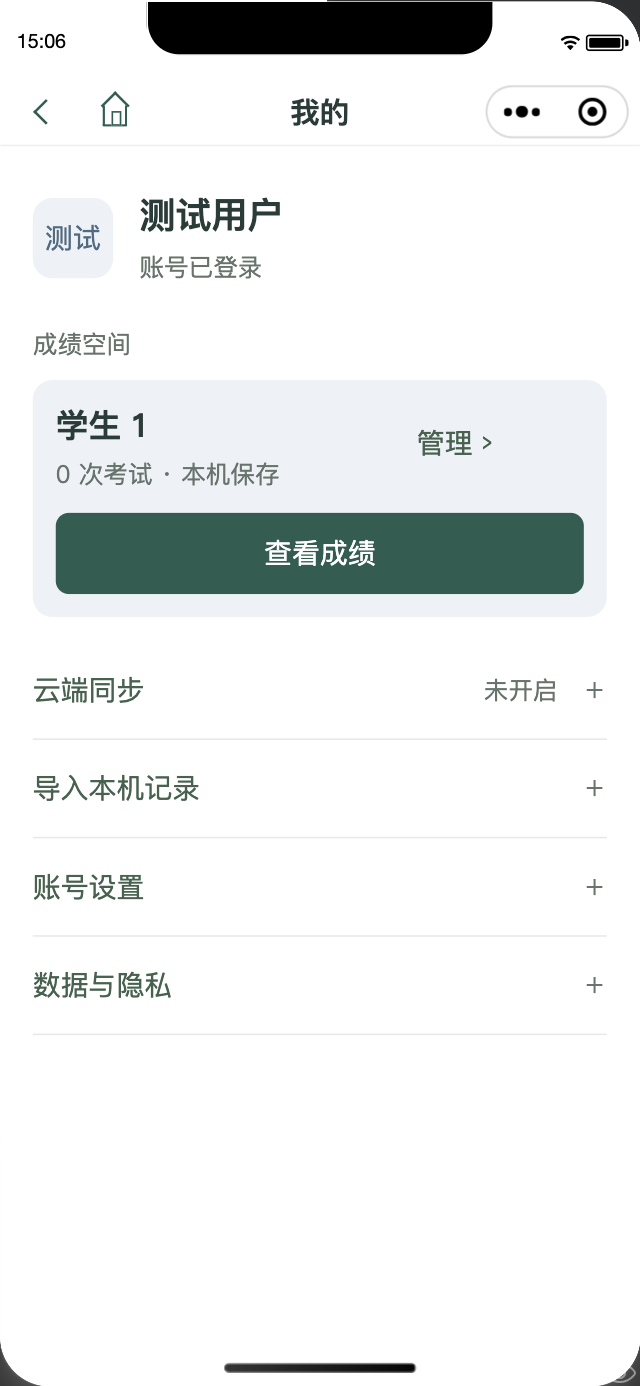 15:06
我的
测试
测试用户
账号已登录
成绩空间
学生 1
管理 >
0 次考试 · 本机保存
查看成绩
云端同步
未开启 +
导入本机记录 +
账号设置 +
数据与隐私 +